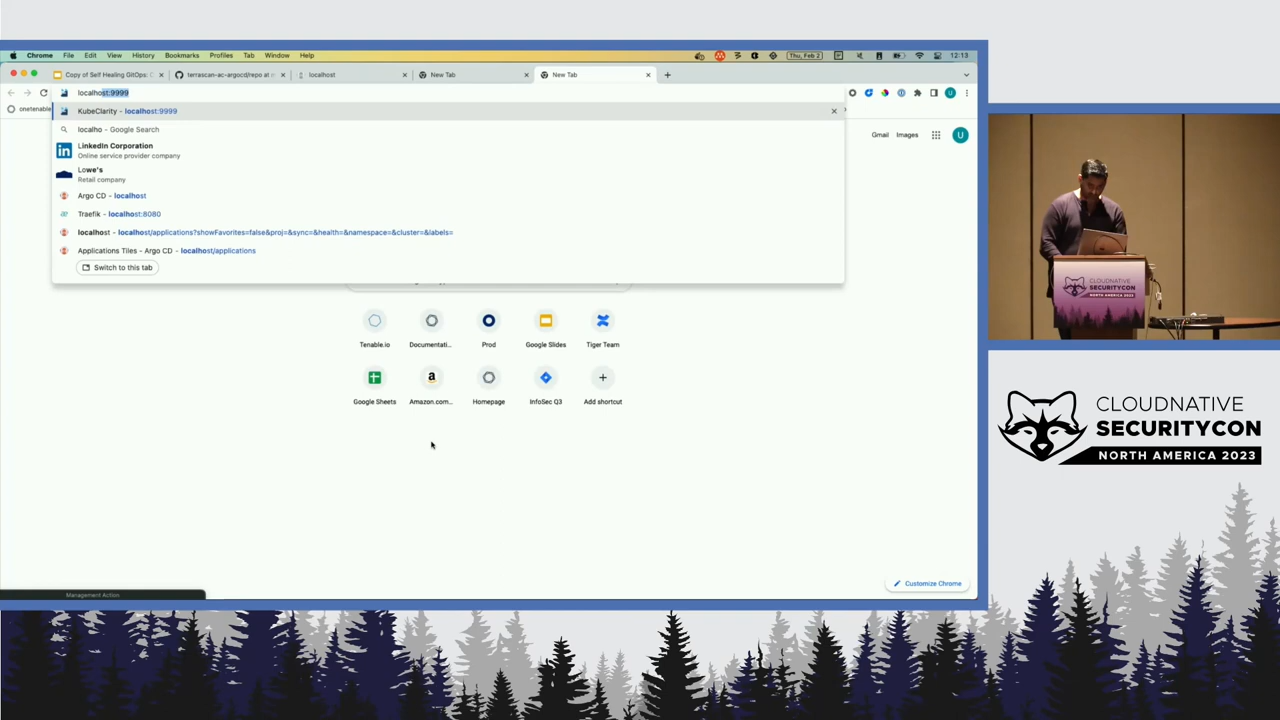 Chrome File Edit View History Bookmarks Profiles Tab Window Help
Thu, Feb 2
12:13
Copy of Self Healing GitOps: D
terrascan-ac-argocd/repo at m
localhost
New Tab
New Tab
localhost:9999
onetenable
KubeClarity - localhost:9999
localho - Google Search
LinkedIn Corporation
Online service provider company
Lowe's
Retail company
Argo CD - localhost
Traefik - localhost:8080
localhost - localhost/applications?showFavorites=false&proj=&sync=&health=&namespace=&cluster=&labels=
Applications Tiles - Argo CD - localhost/applications
Switch to this tab
Gmail Images
U
U
Tenable.io
Documentati...
Prod
Google Slides
Tiger Team
Google Sheets
Amazon.com...
Homepage
InfoSec Q3
Add shortcut
Customize Chrome
Management Action
CLOUDNATIVE
SECURITYCON
NORTH AMERICA 2023
CLOUDNATIVE
SECURITYCON
NORTH AMERICA 2023